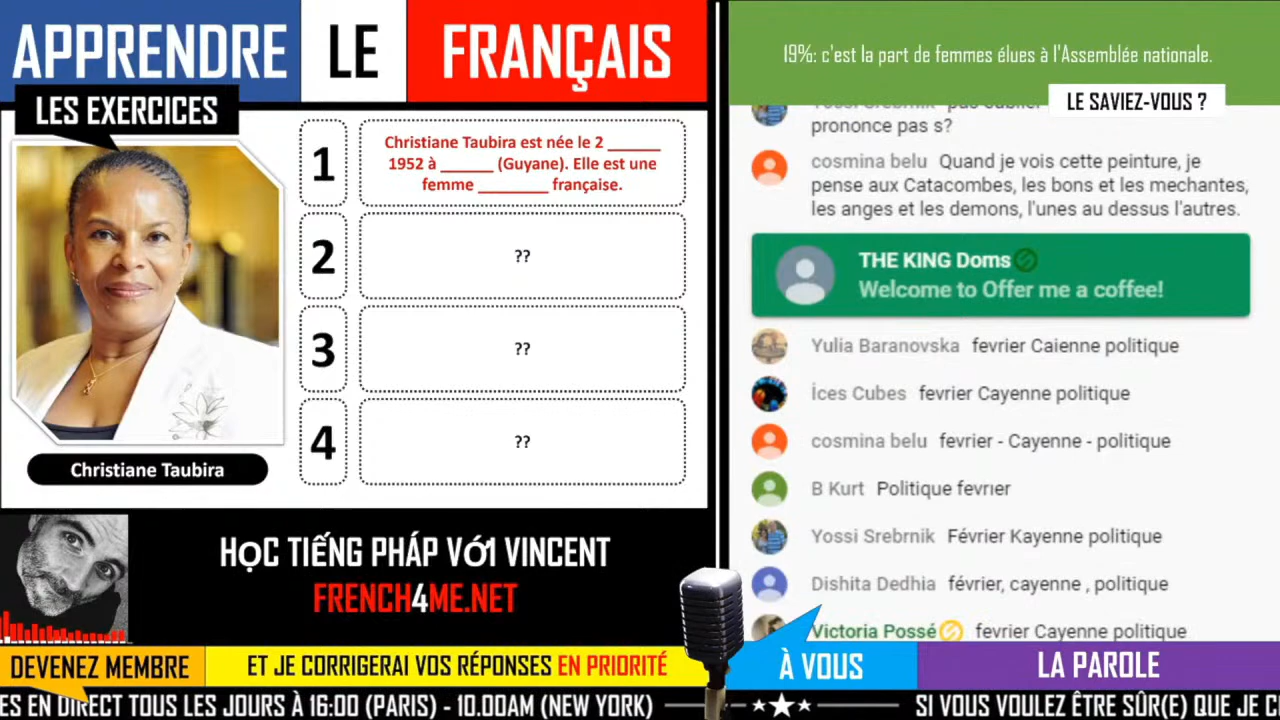 APPRENDRE LE FRANÇAIS
LES EXERCICES
Christiane Taubira
1
Christiane Taubira est née le 2 ______
1952 à ______ (Guyane). Elle est une
femme ________ française.
2
??
3
??
4
??
HỌC TIẾNG PHÁP VỚI VINCENT
FRENCH4ME.NET
DEVENEZ MEMBRE
ET JE CORRIGERAI VOS RÉPONSES EN PRIORITÉ
19%: c'est la part de femmes élues à l'Assemblée nationale.
LE SAVIEZ-VOUS ?
Yossi Srebrnik pas oublier
prononce pas s?
cosmina belu Quand je vois cette peinture, je
pense aux Catacombes, les bons et les mechantes,
les anges et les demons, l'unes au dessus l'autres.
THE KING Doms
Welcome to Offer me a coffee!
Yulia Baranovska fevrier Caienne politique
İces Cubes fevrier Cayenne politique
cosmina belu fevrier - Cayenne - politique
B Kurt Politique fevrıer
Yossi Srebrnik Février Kayenne politique
Dishita Dedhia février, cayenne , politique
Victoria Possé fevrier Cayenne politique
À VOUS
LA PAROLE
ES EN DIRECT TOUS LES JOURS À 16:00 (PARIS) - 10.00AM (NEW YORK)
SI VOUS VOULEZ ÊTRE SÛR(E) QUE JE C